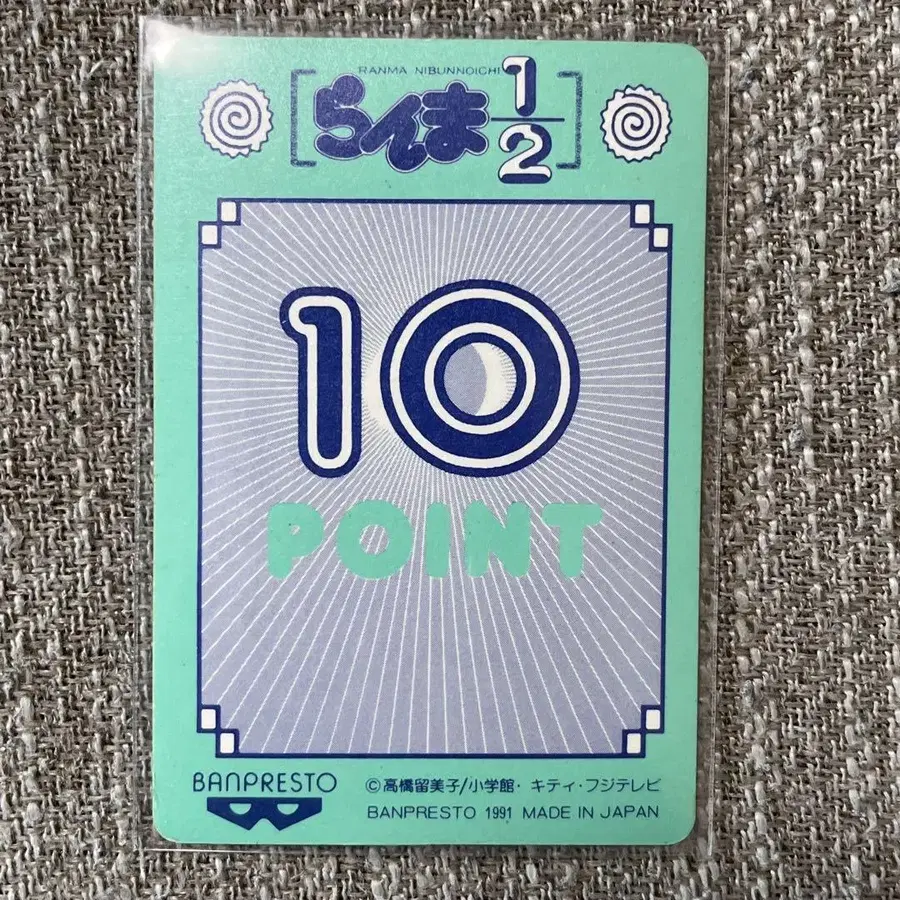 RANMA NIBUNNOICHI
[らんま1/2]
10
POINT
BANPRESTO
©高橋留美子/小学館・キティ・フジテレビ
BANPRESTO 1991 MADE IN JAPAN